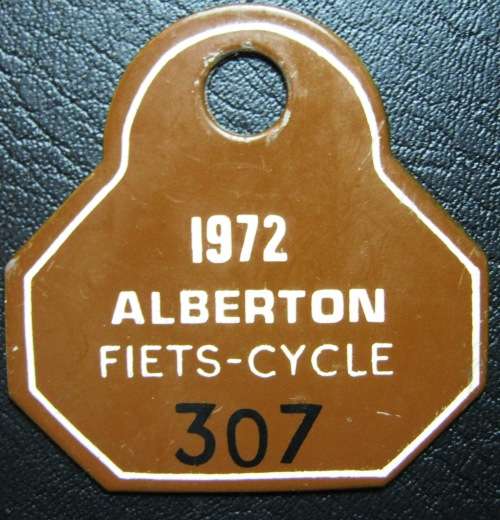 1972
ALBERTON
FIETS-CYCLE
307